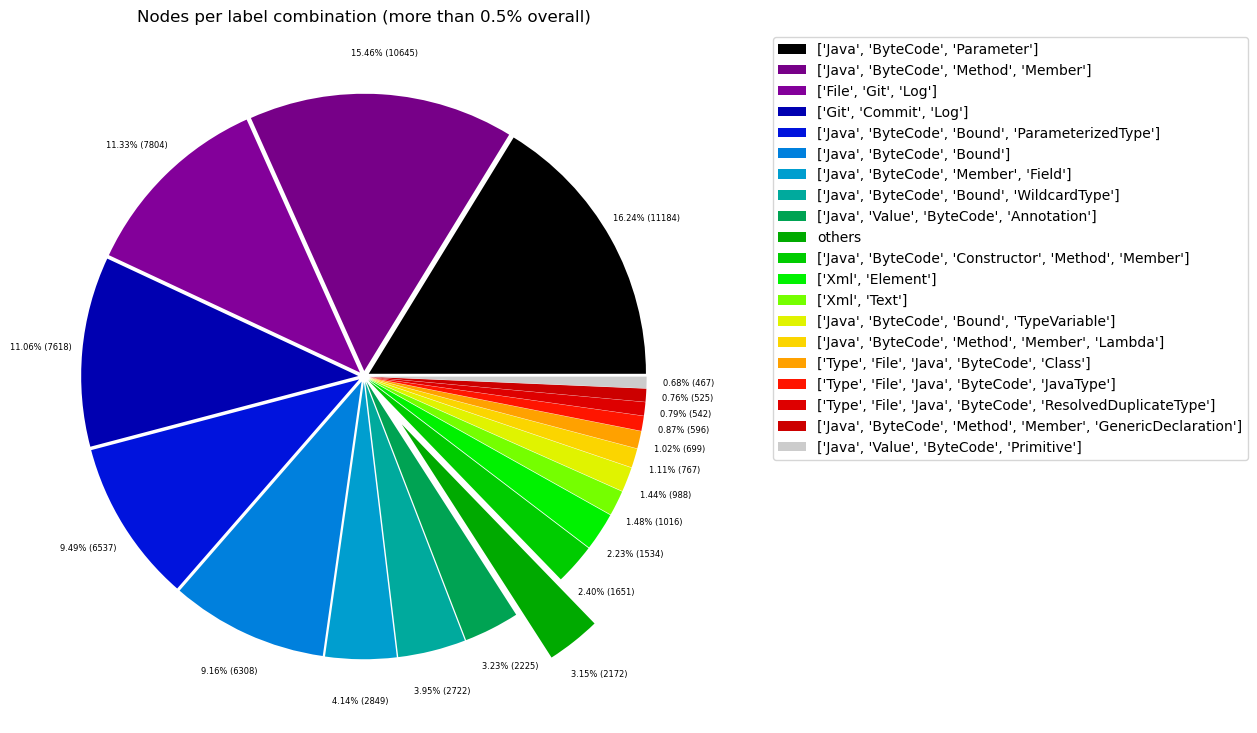 Nodes per label combination (more than 0.5% overall)
15.46% (10645)
11.33% (7804)
16.24% (11184)
11.06% (7618)
0.68% (467)
0.76% (525)
0.79% (542)
0.87% (596)
1.02% (699)
1.11% (767)
1.44% (988)
1.48% (1016)
9.49% (6537)
2.23% (1534)
2.40% (1651)
3.23% (2225)
9.16% (6308)
3.15% (2172)
3.95% (2722)
4.14% (2849)
['Java', 'ByteCode', 'Parameter']
['Java', 'ByteCode', 'Method', 'Member']
['File', 'Git', 'Log']
['Git', 'Commit', 'Log']
['Java', 'ByteCode', 'Bound', 'ParameterizedType']
['Java', 'ByteCode', 'Bound']
['Java', 'ByteCode', 'Member', 'Field']
['Java', 'ByteCode', 'Bound', 'WildcardType']
['Java', 'Value', 'ByteCode', 'Annotation']
others
['Java', 'ByteCode', 'Constructor', 'Method', 'Member']
['Xml', 'Element']
['Xml', 'Text']
['Java', 'ByteCode', 'Bound', 'TypeVariable']
['Java', 'ByteCode', 'Method', 'Member', 'Lambda']
['Type', 'File', 'Java', 'ByteCode', 'Class']
['Type', 'File', 'Java', 'ByteCode', 'JavaType']
['Type', 'File', 'Java', 'ByteCode', 'ResolvedDuplicateType']
['Java', 'ByteCode', 'Method', 'Member', 'GenericDeclaration']
['Java', 'Value', 'ByteCode', 'Primitive']